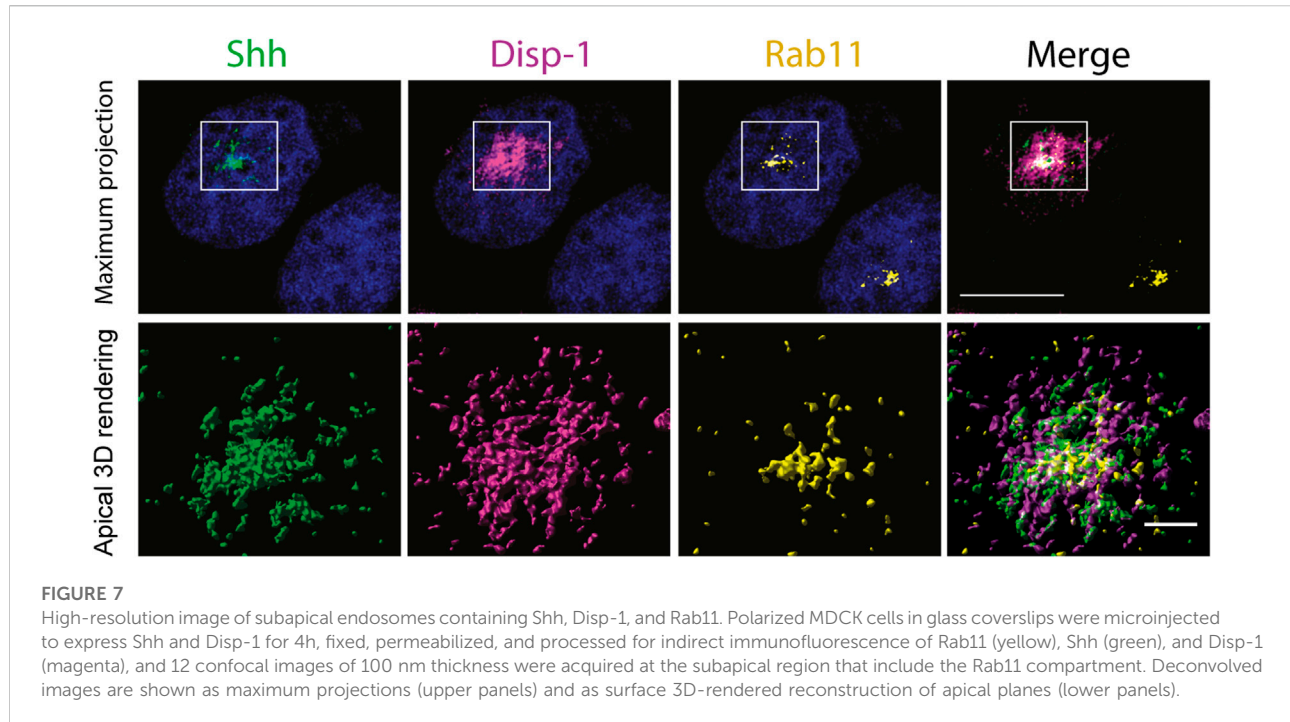 Shh Disp-1 Rab11 Merge
Maximum projection
Apical 3D rendering
FIGURE 7
High-resolution image of subapical endosomes containing Shh, Disp-1, and Rab11. Polarized MDCK cells in glass coverslips were microinjected
to express Shh and Disp-1 for 4h, fixed, permeabilized, and processed for indirect immunofluorescence of Rab11 (yellow), Shh (green), and Disp-1
(magenta), and 12 confocal images of 100 nm thickness were acquired at the subapical region that include the Rab11 compartment. Deconvolved
images are shown as maximum projections (upper panels) and as surface 3D-rendered reconstruction of apical planes (lower panels).